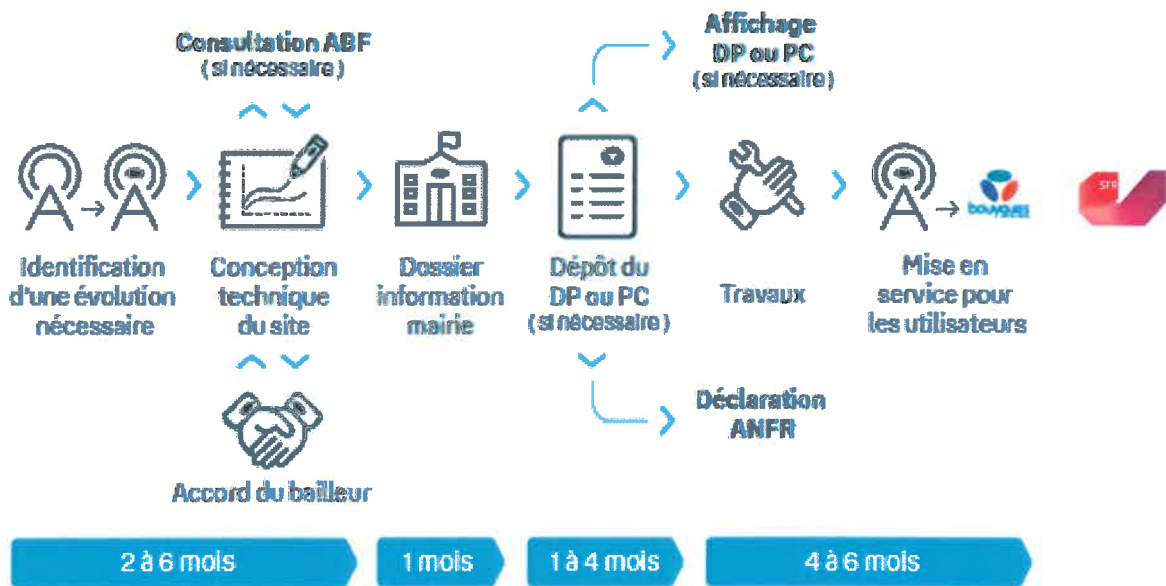 Consultation ABF
(si nécessaire)
Affichage
DP ou PC
(si nécessaire)
Identification
d'une évolution
nécessaire
Conception
technique
du site
Dossier
information
mairie
Dépôt du
DP ou PC
(si nécessaire)
Travaux
Mise en
service pour
les utilisateurs
bouygues
SFR
Accord du bailleur
Déclaration
ANFR
2 à 6 mois
1 mois
1 à 4 mois
4 à 6 mois